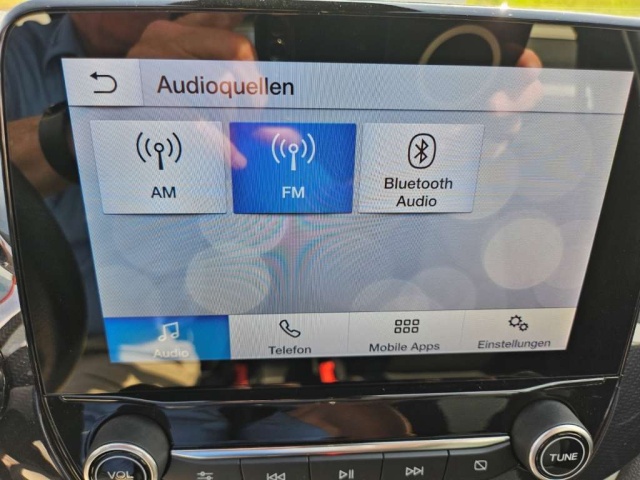 Audioquellen
AM
FM
Bluetooth
Audio
Audio
Telefon
Mobile Apps
Einstellungen
VOL
TUNE